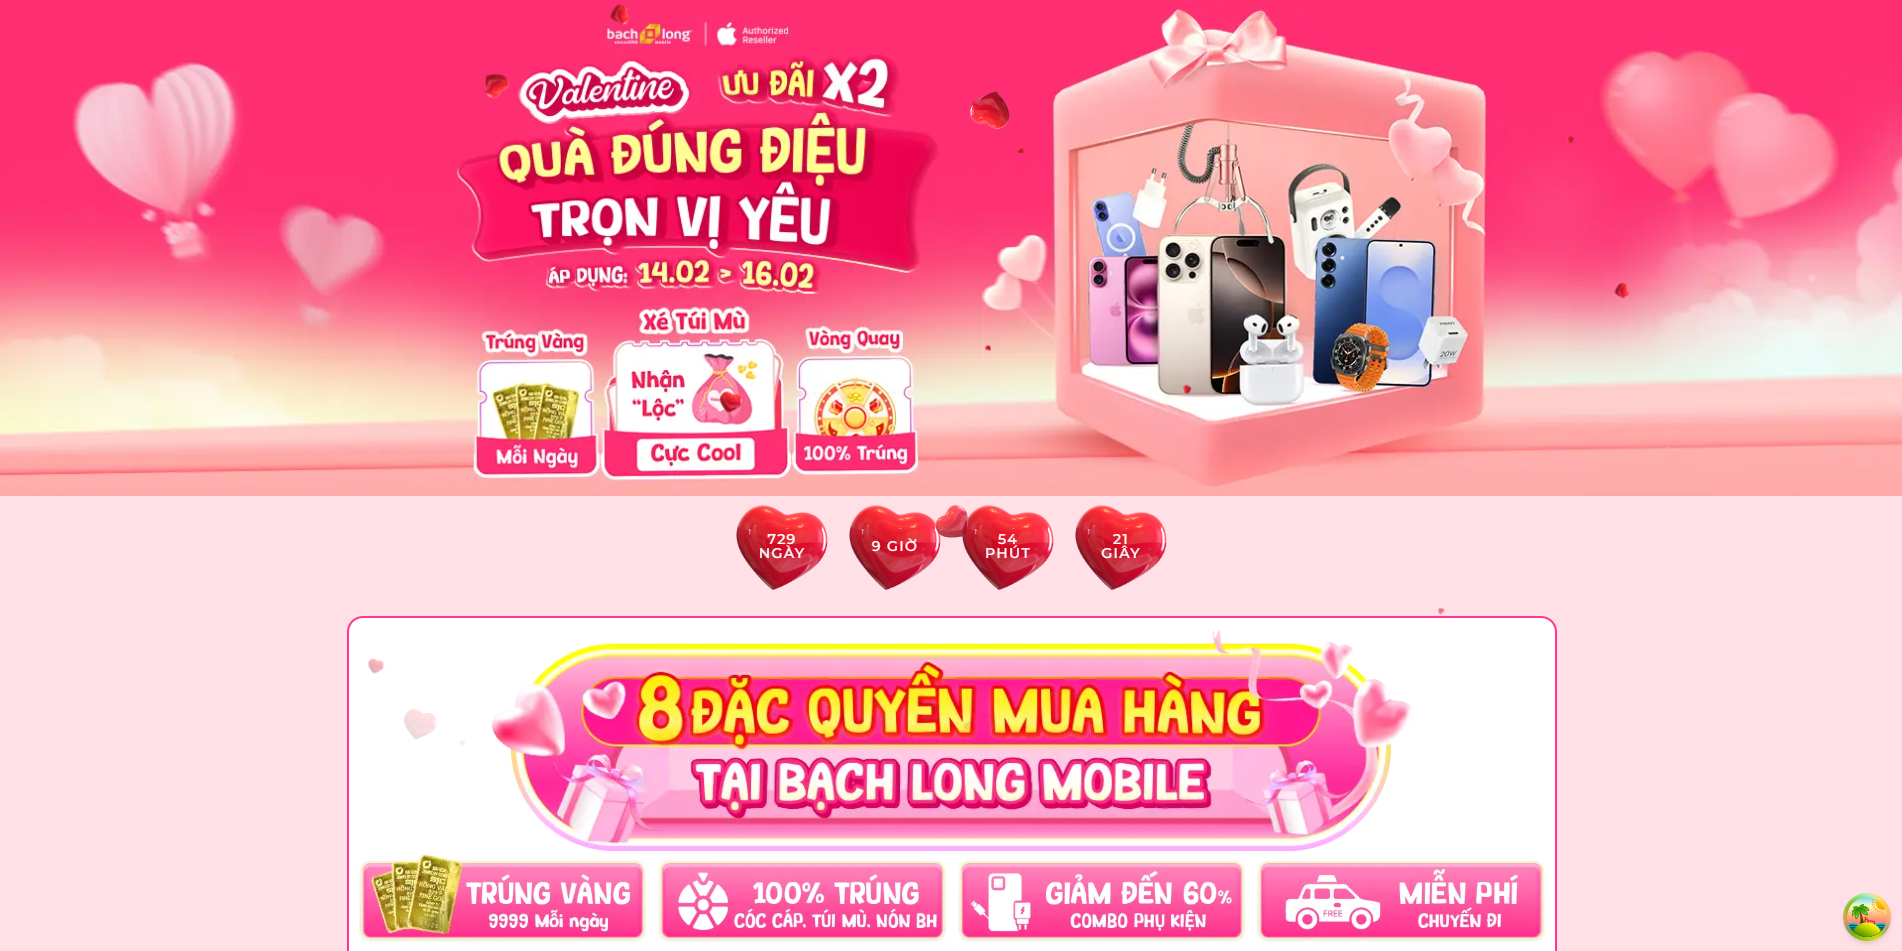 bach long
mobile
Authorized
Reseller
Valentine
ƯU ĐÃI X2
QUÀ ĐÚNG ĐIỆU
TRỌN VỊ YÊU
ÁP DỤNG: 14.02 > 16.02
Trúng Vàng
Mỗi Ngày
Xé Túi Mù
Nhận
“Lộc”
Cực Cool
Vòng Quay
100% Trúng
20W
729
NGÀY
9 GIỜ
54
PHÚT
21
GIÂY
8 ĐẶC QUYỀN MUA HÀNG
TẠI BẠCH LONG MOBILE
TRÚNG VÀNG
9999 Mỗi ngày
100% TRÚNG
CÓC CÁP, TÚI MÙ, NÓN BH
GIẢM ĐẾN 60%
COMBO PHỤ KIỆN
FREE
MIỄN PHÍ
CHUYẾN ĐI